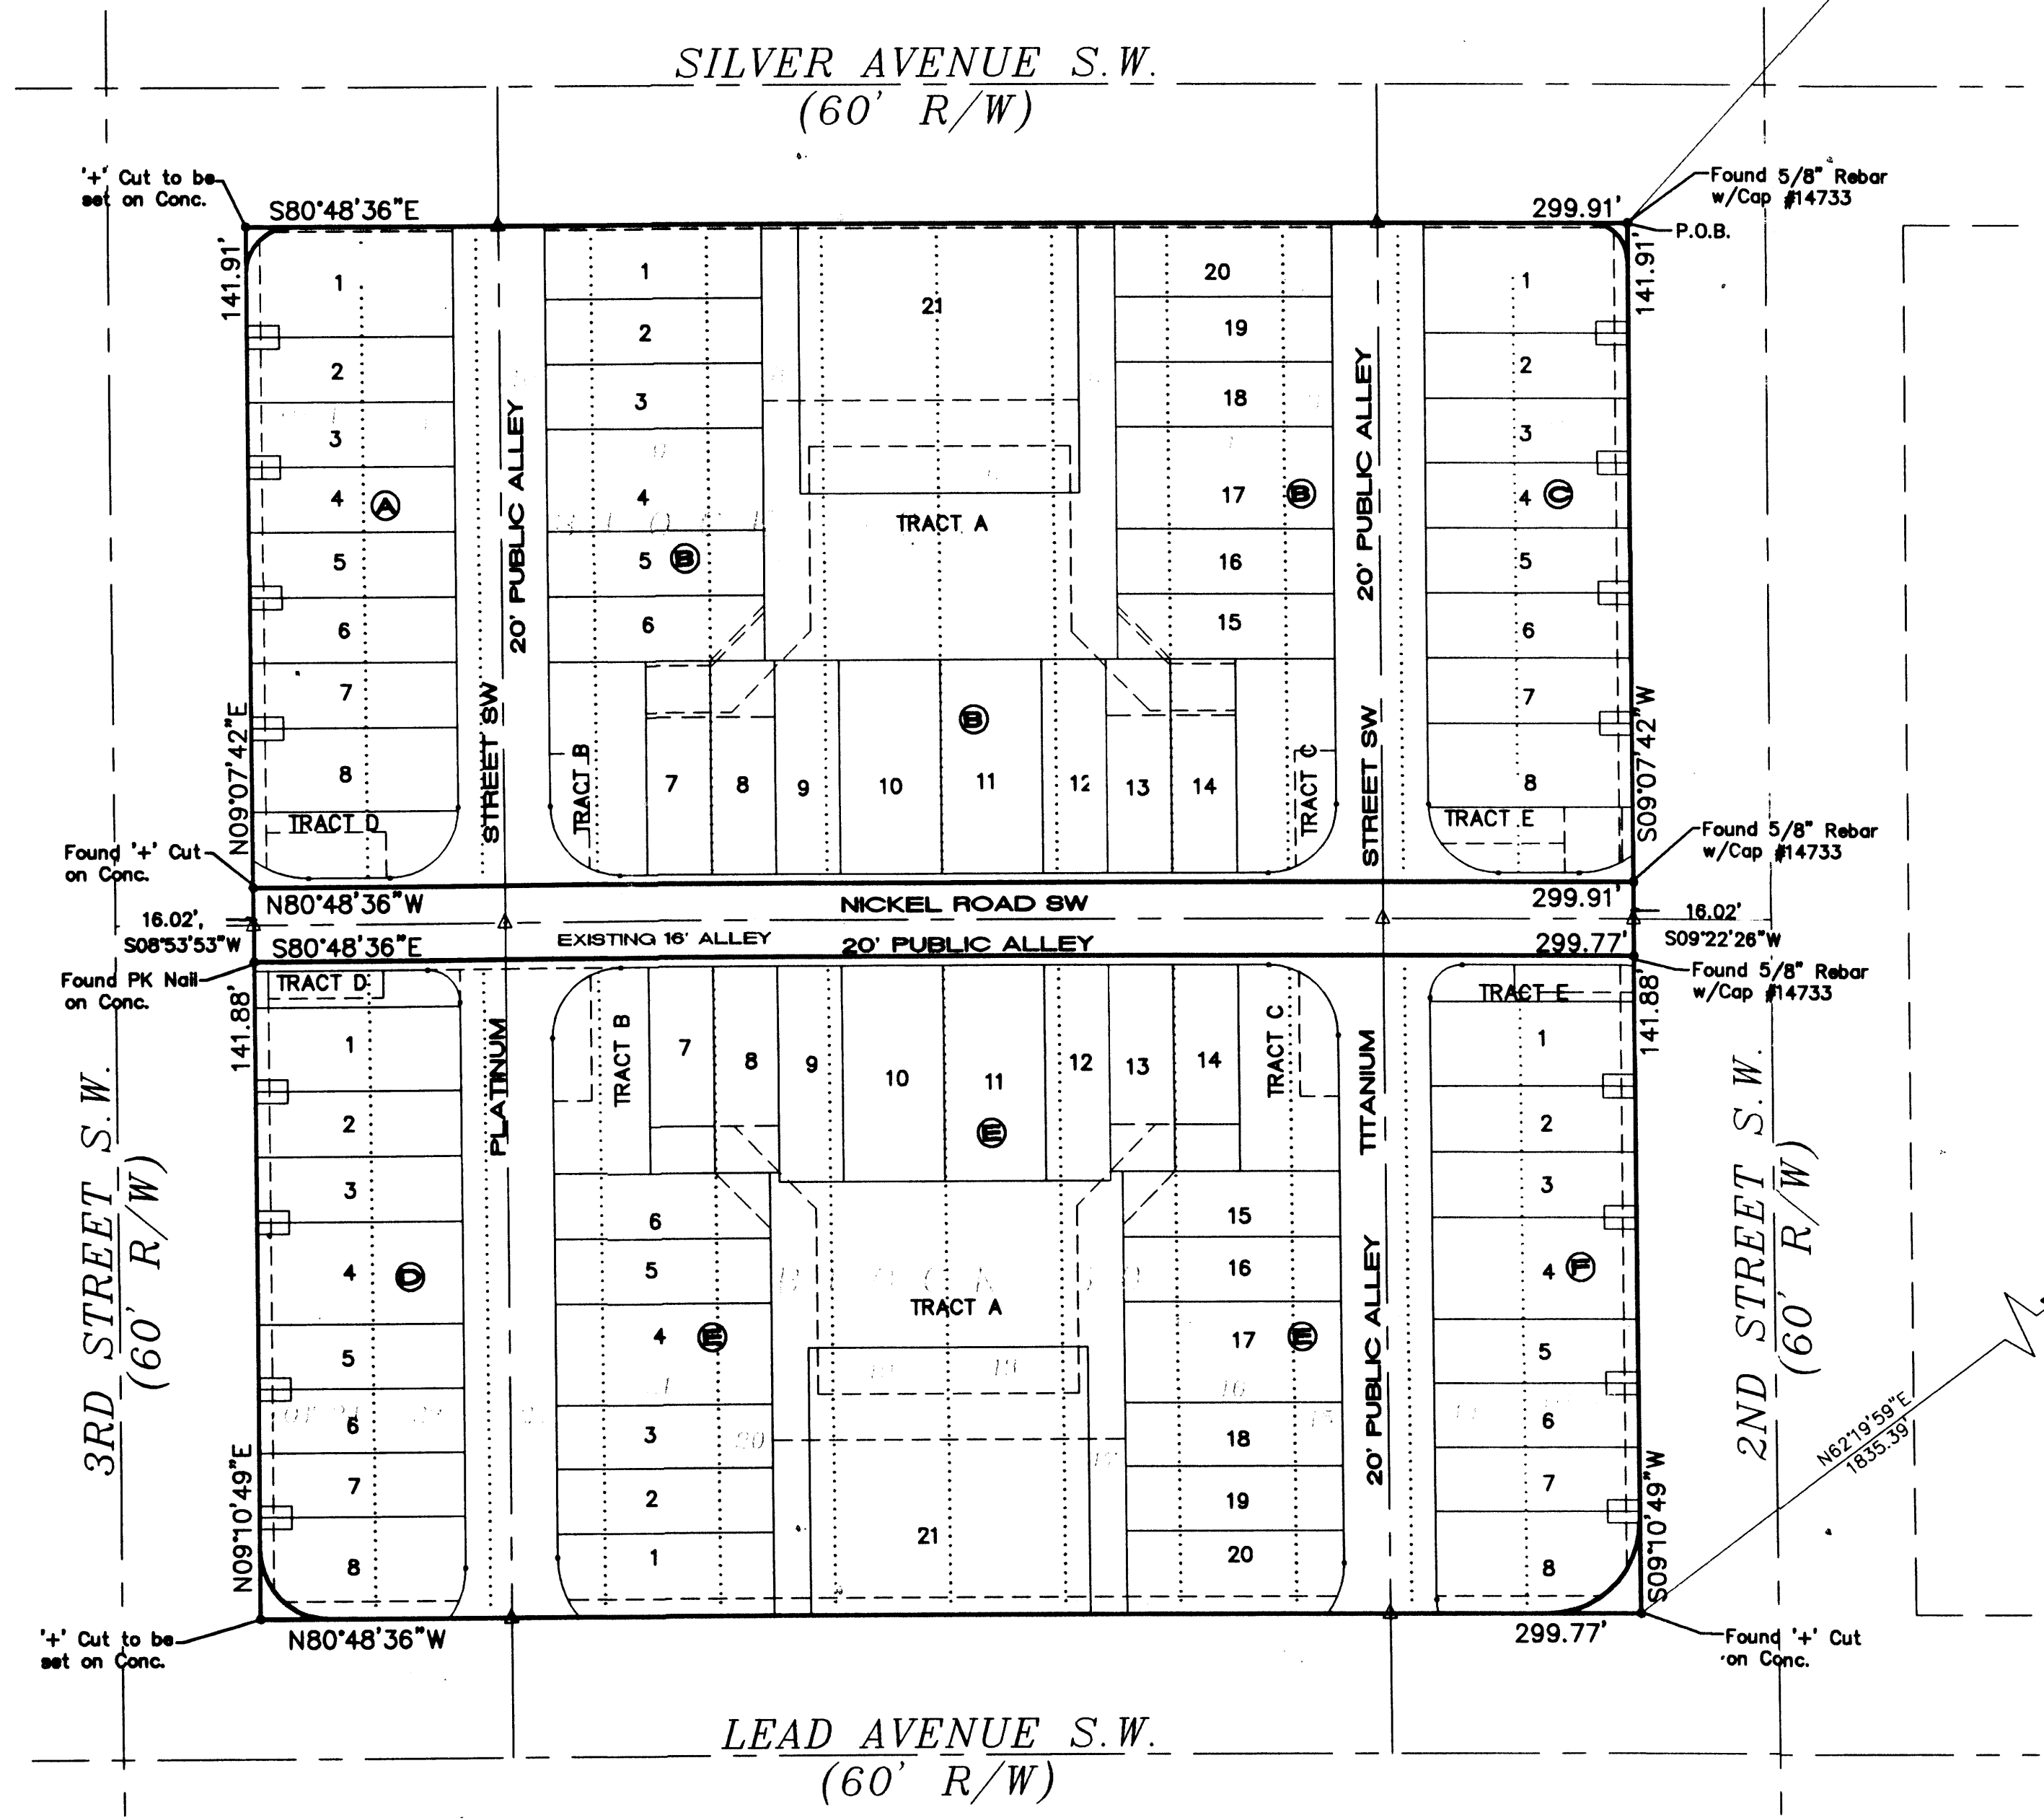 SILVER AVENUE S.W.
(60' R/W)
'+' Cut to be
set on Conc.
S80°48'36"E
299.91'
Found 5/8" Rebar
w/Cap #14733
P.O.B.
141.91'
141.91'
1
1
20
1
21
2
19
2
2
3
18
3
3
4
A
4
17
B
4
C
TRACT A
5
5
B
16
5
6
6
15
6
20' PUBLIC ALLEY
20' PUBLIC ALLEY
7
7
STREET SW
STREET SW
B
N09°07'42"E
S09°07'42"W
8
TRACT B
7
8
9
10
11
12
13
14
TRACT C
8
TRACT D
TRACT E
Found '+' Cut
on Conc.
Found 5/8" Rebar
w/Cap #14733
N80°48'36"W
NICKEL ROAD SW
299.91'
16.02',
S08°53'53"W
16.02'
S09°22'26"W
S80°48'36"E
EXISTING 16' ALLEY
20' PUBLIC ALLEY
299.77'
Found PK Nail
on Conc.
Found 5/8" Rebar
w/Cap #14733
TRACT D
TRACT E
141.88'
141.88'
PLATINUM
TITANIUM
TRACT B
TRACT C
1
7
8
9
10
11
12
13
14
1
E
2
2
3
6
15
3
4
D
5
16
4
F
TRACT A
4
E
17
E
5
5
20' PUBLIC ALLEY
3RD STREET S.W.
(60' R/W)
2ND STREET S.W.
(60' R/W)
21
19
16
6
3
20
18
6
7
2
19
7
21
8
1
20
8
N09°10'49"E
S09°10'49"W
N62°19'59"E
1835.39'
'+' Cut to be
set on Conc.
N80°48'36"W
299.77'
Found '+' Cut
on Conc.
LEAD AVENUE S.W.
(60' R/W)